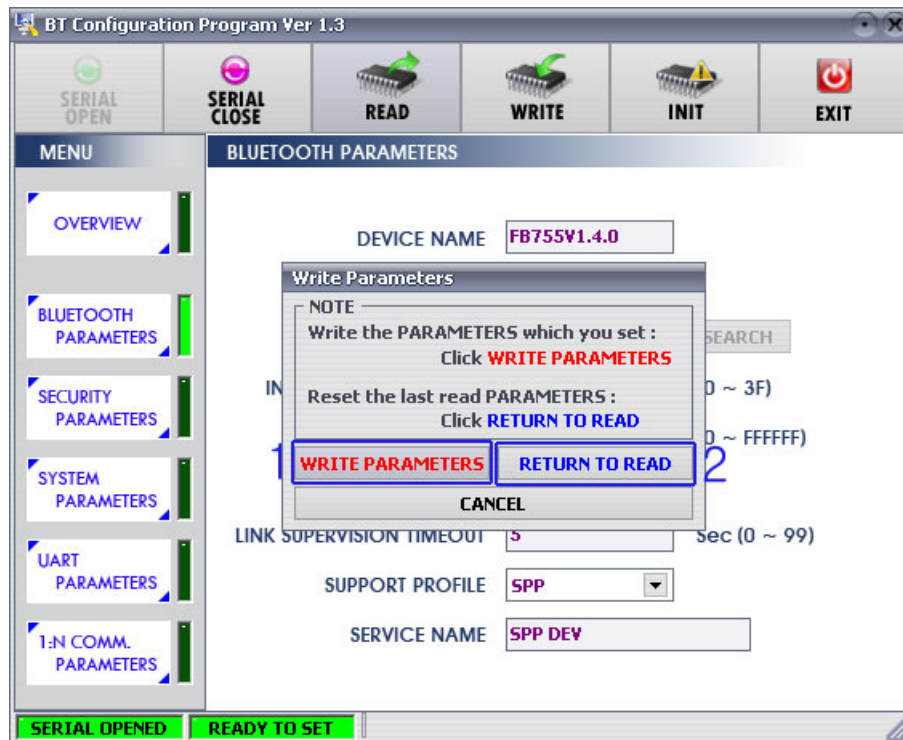 BT Configuration Program Ver 1.3
SERIAL OPEN
SERIAL CLOSE
READ
WRITE
INIT
EXIT
MENU
BLUETOOTH PARAMETERS
OVERVIEW
DEVICE NAME FB755V1.4.0
Write Parameters
NOTE
Write the PARAMETERS which you set :
Click WRITE PARAMETERS
Reset the last read PARAMETERS :
Click RETURN TO READ
1 WRITE PARAMETERS RETURN TO READ 2
CANCEL
BLUETOOTH
PARAMETERS
SECURITY
PARAMETERS
SYSTEM
PARAMETERS
UART
PARAMETERS
1:N COMM.
PARAMETERS
~ 3F)
~ FFFFFF)
LINK SUPERVISION TIMEOUT 5 Sec (0 ~ 99)
SUPPORT PROFILE SPP
SERVICE NAME SPP DEV
SERIAL OPENED READY TO SET